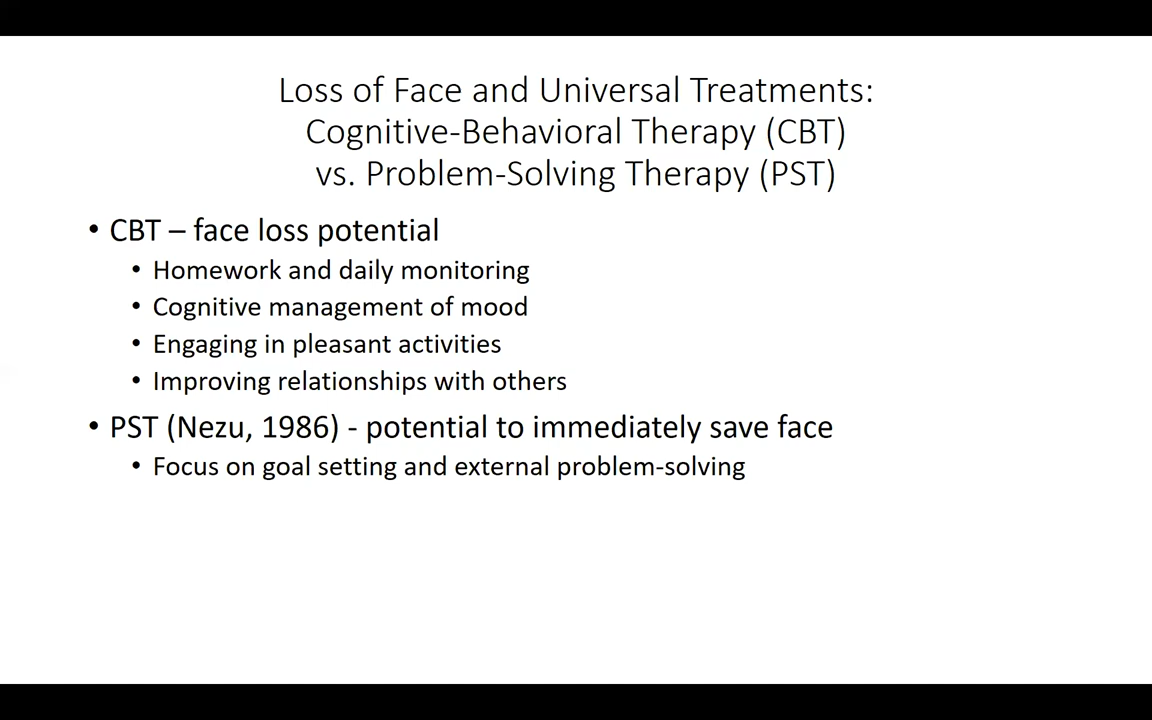 Loss of Face and Universal Treatments:
Cognitive-Behavioral Therapy (CBT)
vs. Problem-Solving Therapy (PST)
• CBT – face loss potential
• Homework and daily monitoring
• Cognitive management of mood
• Engaging in pleasant activities
• Improving relationships with others
• PST (Nezu, 1986) - potential to immediately save face
• Focus on goal setting and external problem-solving